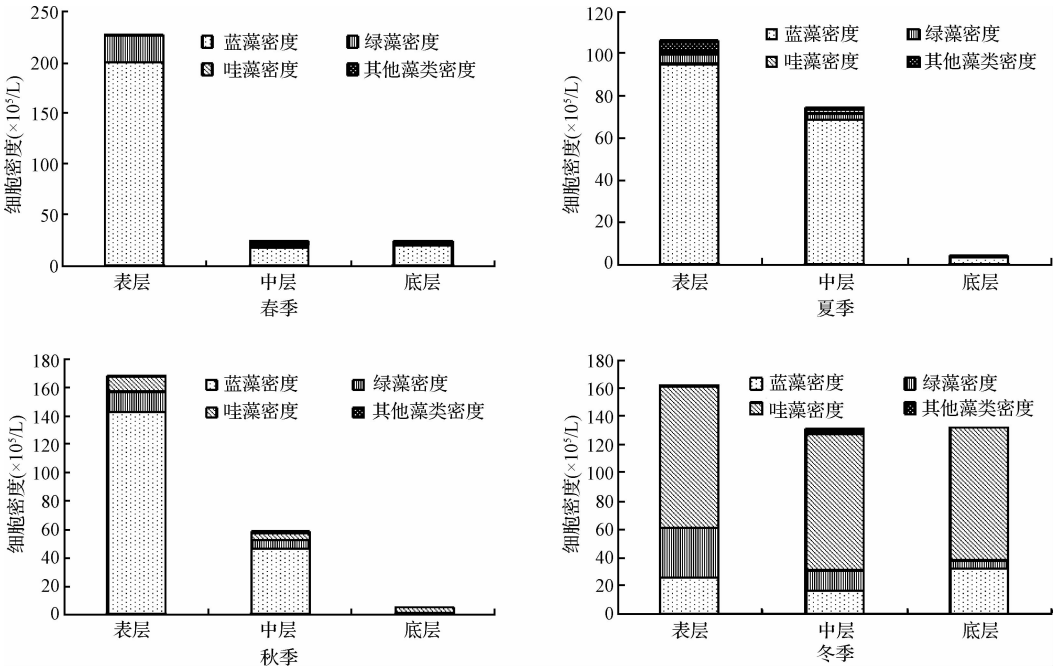 细胞密度(×10⁵/L)
250
200
150
100
50
0
蓝藻密度 绿藻密度
哇藻密度 其他藻类密度
表层 中层 底层
春季
细胞密度(×10⁵/L)
120
100
80
60
40
20
0
蓝藻密度 绿藻密度
哇藻密度 其他藻类密度
表层 中层 底层
夏季
细胞密度(×10⁵/L)
180
160
140
120
100
80
60
40
20
0
蓝藻密度 绿藻密度
哇藻密度 其他藻类密度
表层 中层 底层
秋季
细胞密度(×10⁵/L)
180
160
140
120
100
80
60
40
20
0
蓝藻密度 绿藻密度
哇藻密度 其他藻类密度
表层 中层 底层
冬季